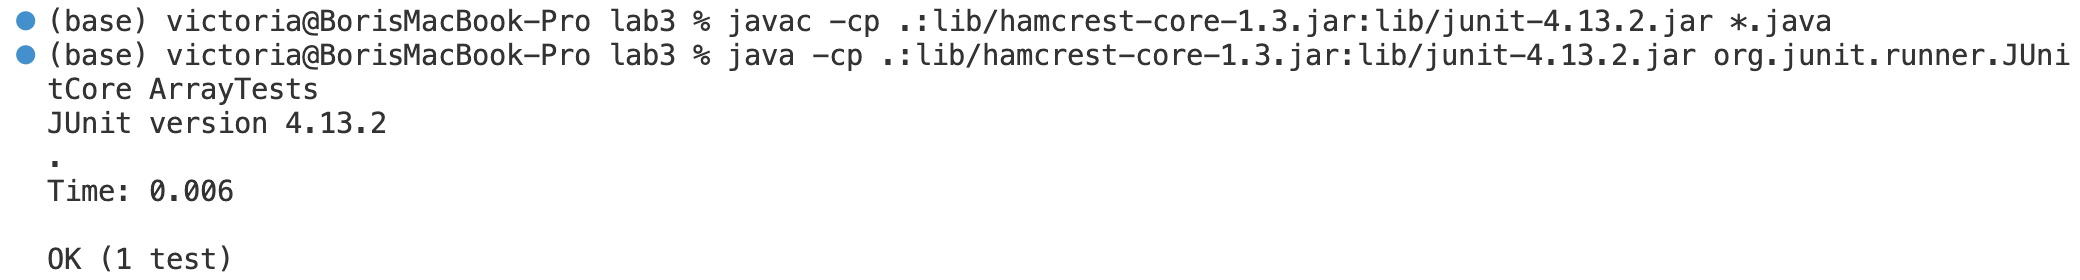 (base) victoria@BorisMacBook-Pro lab3 % javac -cp .:lib/hamcrest-core-1.3.jar:lib/junit-4.13.2.jar *.java
(base) victoria@BorisMacBook-Pro lab3 % java -cp .:lib/hamcrest-core-1.3.jar:lib/junit-4.13.2.jar org.junit.runner.JUni
tCore ArrayTests
JUnit version 4.13.2
.
Time: 0.006
OK (1 test)